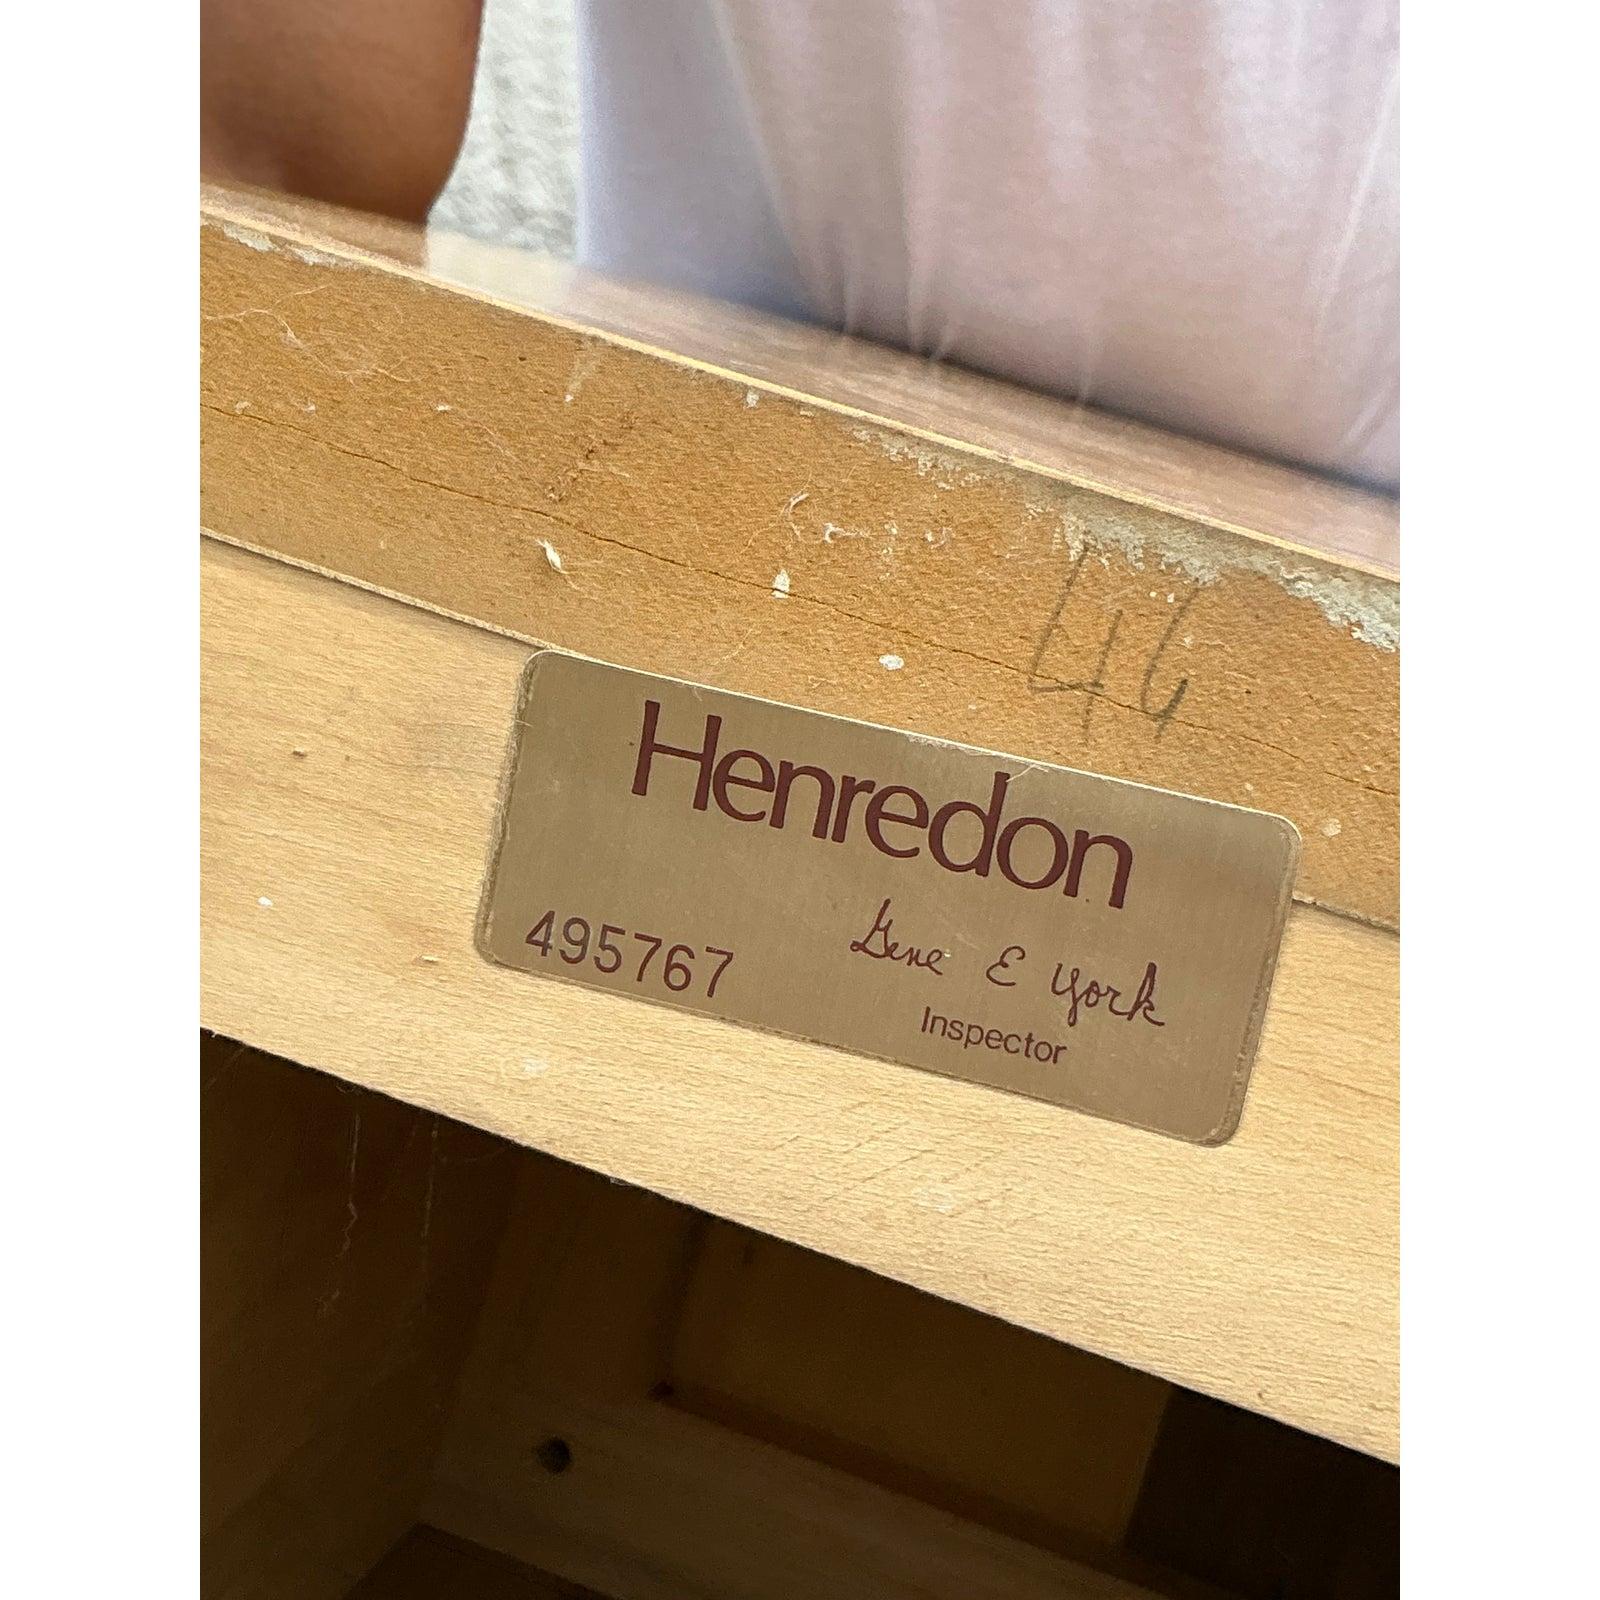 46
Henredon
495767 Gene E York
Inspector